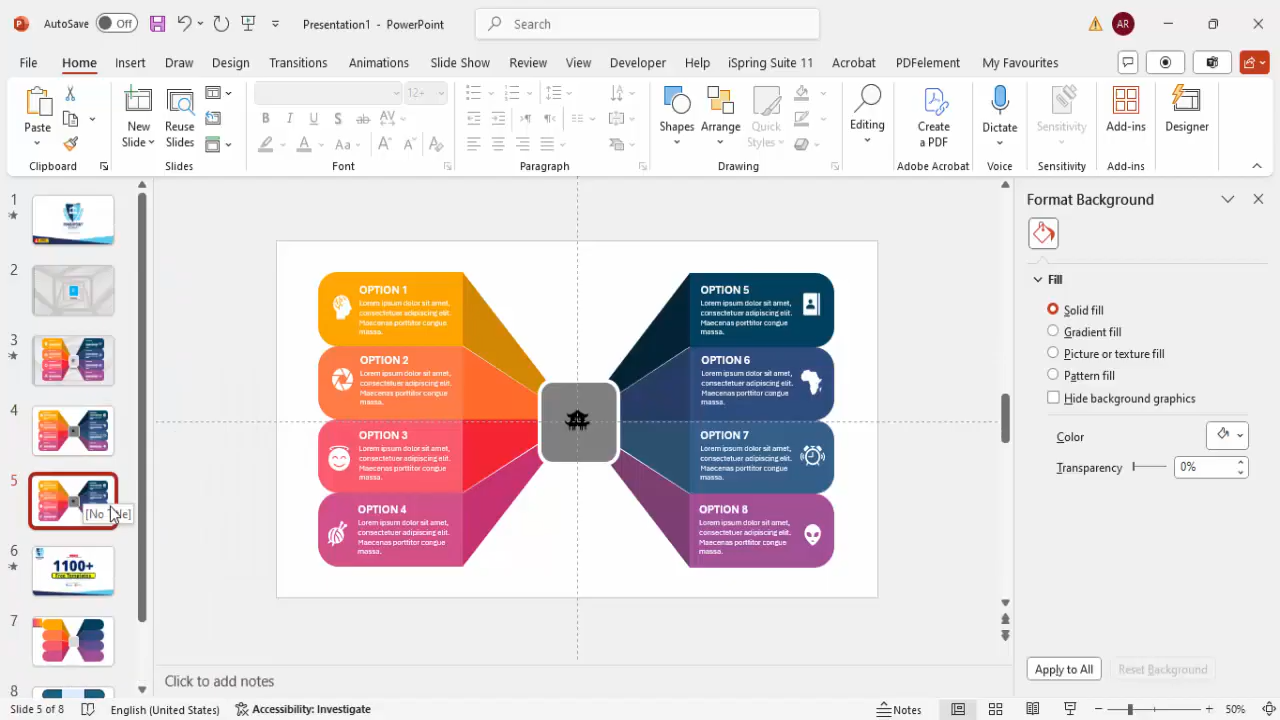 AutoSave Off Presentation1 - PowerPoint Search AR
File Home Insert Draw Design Transitions Animations Slide Show Review View Developer Help iSpring Suite 11 Acrobat PDFelement My Favourites
Paste New Slide Reuse Slides 12+ Shapes Arrange Quick Styles Editing Create a PDF Dictate Sensitivity Add-ins Designer
Clipboard Slides Font Paragraph Drawing Adobe Acrobat Voice Sensitivity Add-ins
1
2
4
5
[No
6
1100+
7
8
OPTION 1
Lorem ipsum dolor sit amet,
consectetuer adipiscing elit.
Maecenas porttitor congue
massa.
OPTION 2
Lorem ipsum dolor sit amet,
consectetuer adipiscing elit.
Maecenas porttitor congue
massa.
OPTION 3
Lorem ipsum dolor sit amet,
consectetuer adipiscing elit.
Maecenas porttitor congue
massa.
OPTION 4
Lorem ipsum dolor sit amet,
consectetuer adipiscing elit.
Maecenas porttitor congue
massa.
OPTION 5
Lorem ipsum dolor sit amet,
consectetuer adipiscing elit.
Maecenas porttitor congue
massa.
OPTION 6
Lorem ipsum dolor sit amet,
consectetuer adipiscing elit.
Maecenas porttitor congue
massa.
OPTION 7
Lorem ipsum dolor sit amet,
consectetuer adipiscing elit.
Maecenas porttitor congue
massa.
OPTION 8
Lorem ipsum dolor sit amet,
consectetuer adipiscing elit.
Maecenas porttitor congue
massa.
Format Background
Fill
Solid fill
Gradient fill
Picture or texture fill
Pattern fill
Hide background graphics
Color
Transparency 0%
Apply to All Reset Background
Click to add notes
Slide 5 of 8 English (United States) Accessibility: Investigate Notes 50%